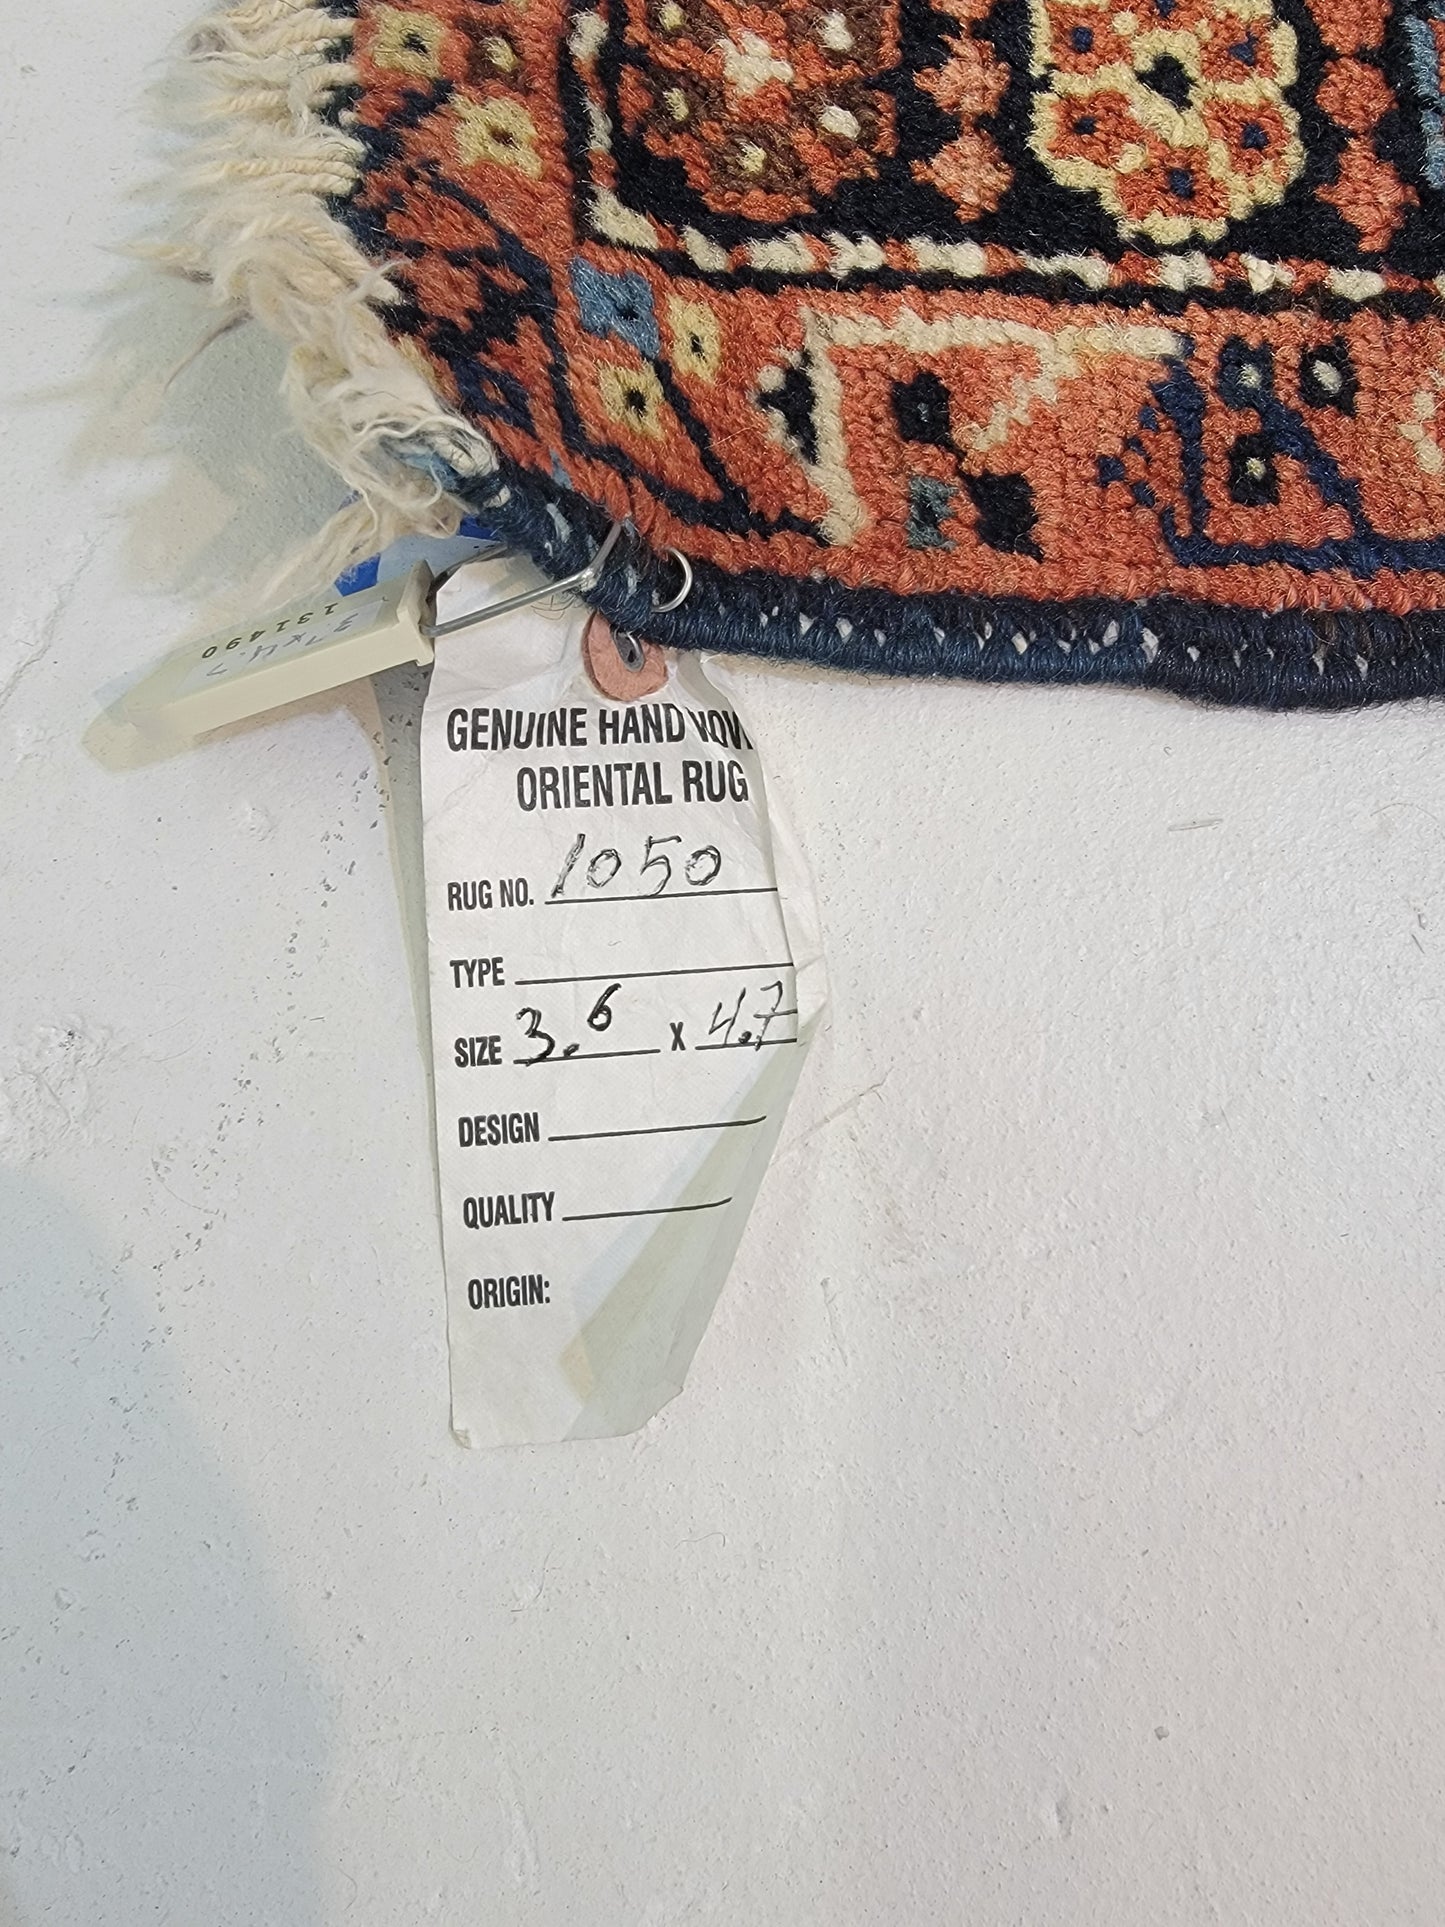 GENUINE HAND WOV
ORIENTAL RUG
RUG NO. 1050
TYPE
SIZE 3.6 X 4.7
DESIGN
QUALITY
ORIGIN:
131490